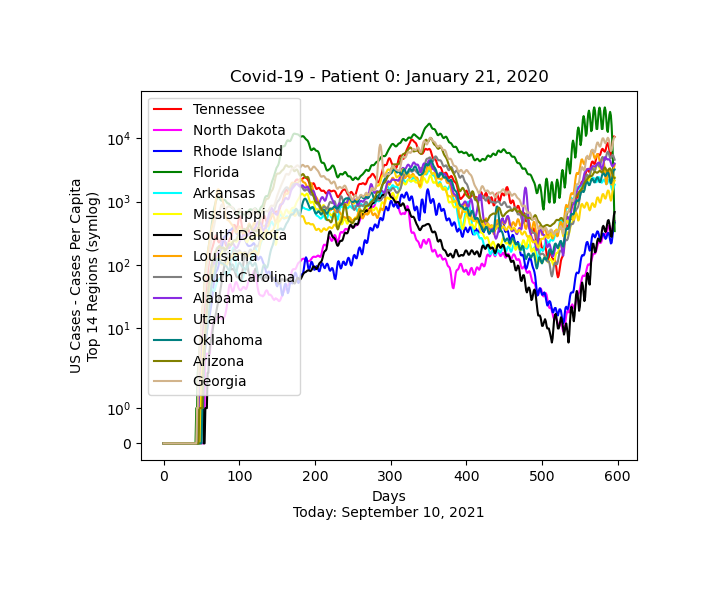 Covid-19 - Patient 0: January 21, 2020
US Cases - Cases Per Capita
Top 14 Regions (symlog)
10^4
10^3
10^2
10^1
10^0
0
Tennessee
North Dakota
Rhode Island
Florida
Arkansas
Mississippi
South Dakota
Louisiana
South Carolina
Alabama
Utah
Oklahoma
Arizona
Georgia
0 100 200 300 400 500 600
Days
Today: September 10, 2021